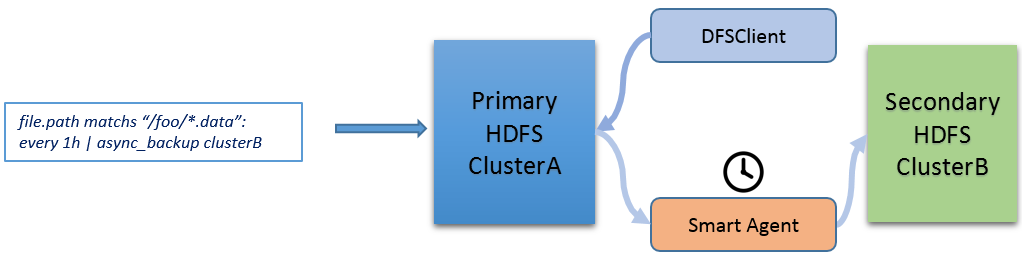 file.path matchs “/foo/*.data”:
every 1h | async_backup clusterB
Primary
HDFS
ClusterA
DFSClient
Smart Agent
Secondary
HDFS
ClusterB